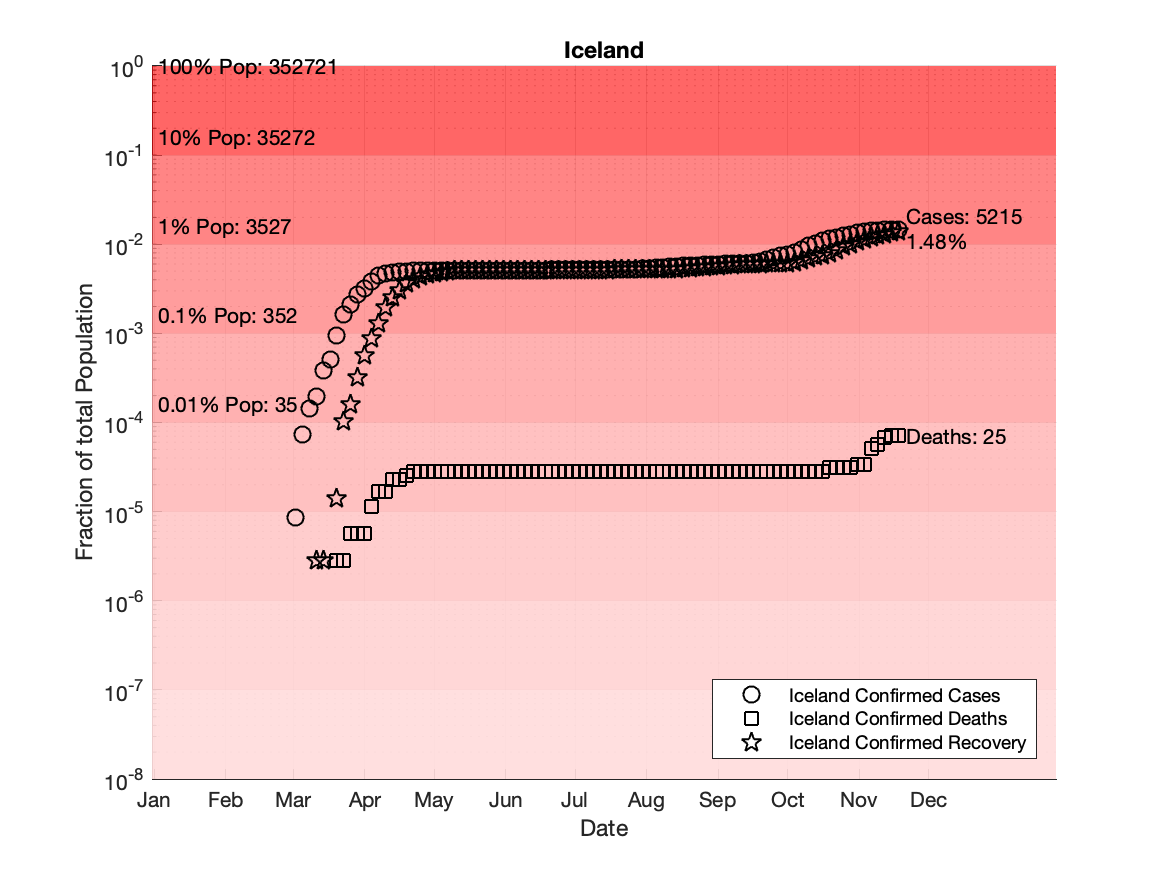 Iceland
10^0
100% Pop: 352721
10% Pop: 35272
10^-1
1% Pop: 3527
Cases: 5215
10^-2
1.48%
0.1% Pop: 352
10^-3
0.01% Pop: 35
10^-4
Deaths: 25
10^-5
10^-6
10^-7
10^-8
Fraction of total Population
Iceland Confirmed Cases
Iceland Confirmed Deaths
Iceland Confirmed Recovery
Jan Feb Mar Apr May Jun Jul Aug Sep Oct Nov Dec
Date